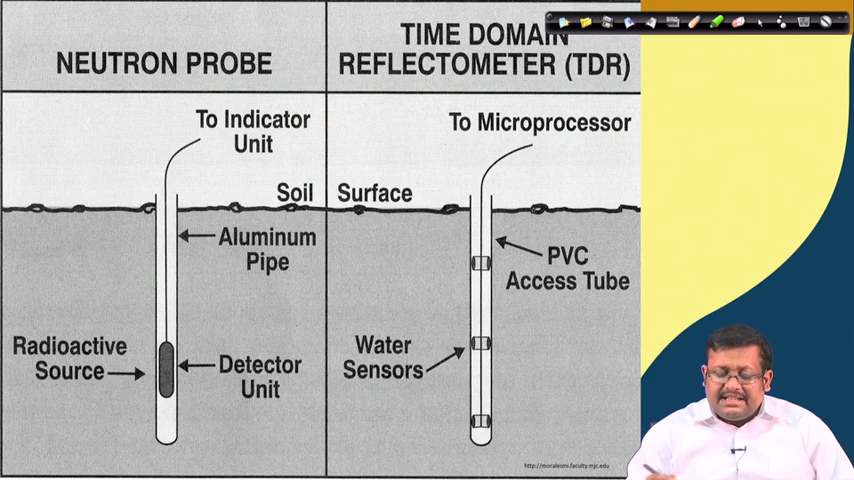 NEUTRON PROBE
TIME DOMAIN
REFLECTOMETER (TDR)
To Indicator
Unit
Soil
Aluminum
Pipe
Radioactive
Source
Detector
Unit
To Microprocessor
Surface
PVC
Access Tube
Water
Sensors
http://moralesmi.faculty.mjc.edu